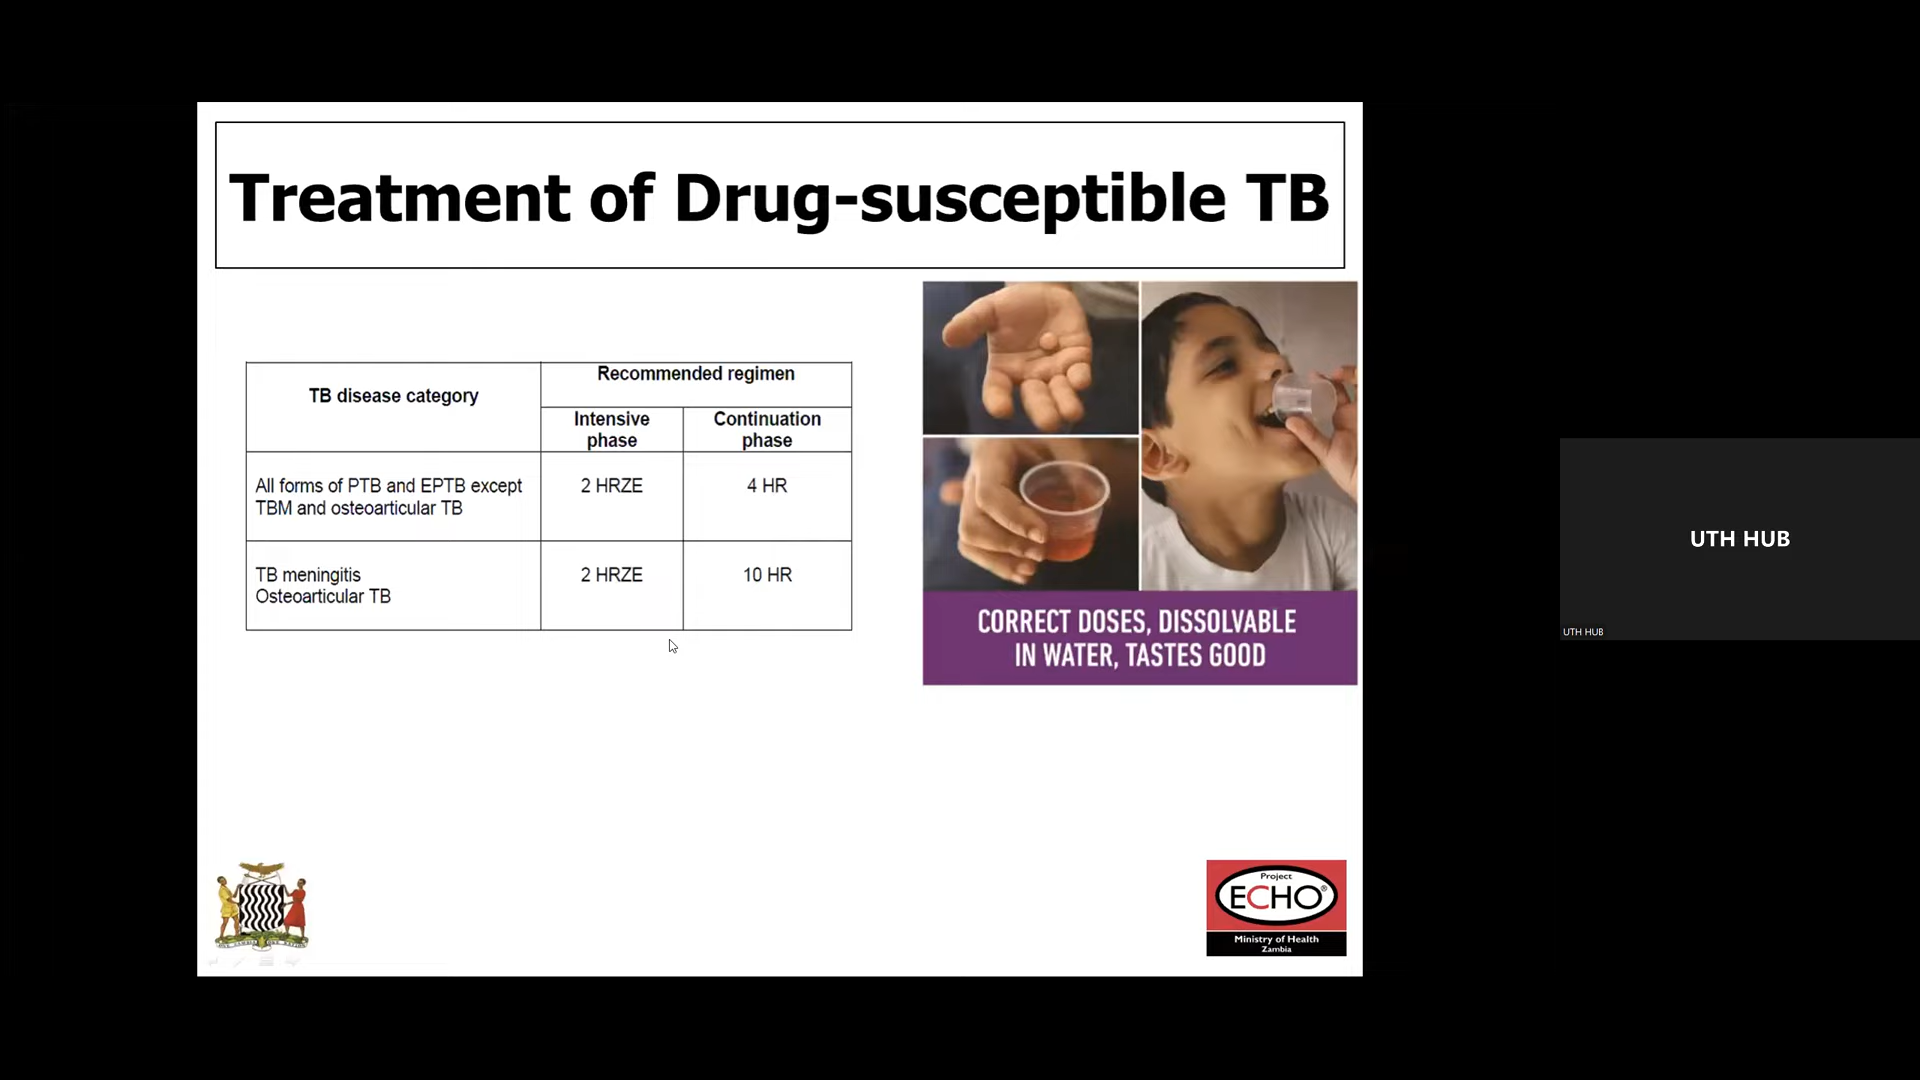 Treatment of Drug-susceptible TB
TB disease category
Recommended regimen
Intensive
phase
Continuation
phase
All forms of PTB and EPTB except
TBM and osteoarticular TB
2 HRZE
4 HR
TB meningitis
Osteoarticular TB
2 HRZE
10 HR
CORRECT DOSES, DISSOLVABLE
IN WATER, TASTES GOOD
Project
ECHO®
Ministry of Health
Zambia
UTH HUB
UTH HUB